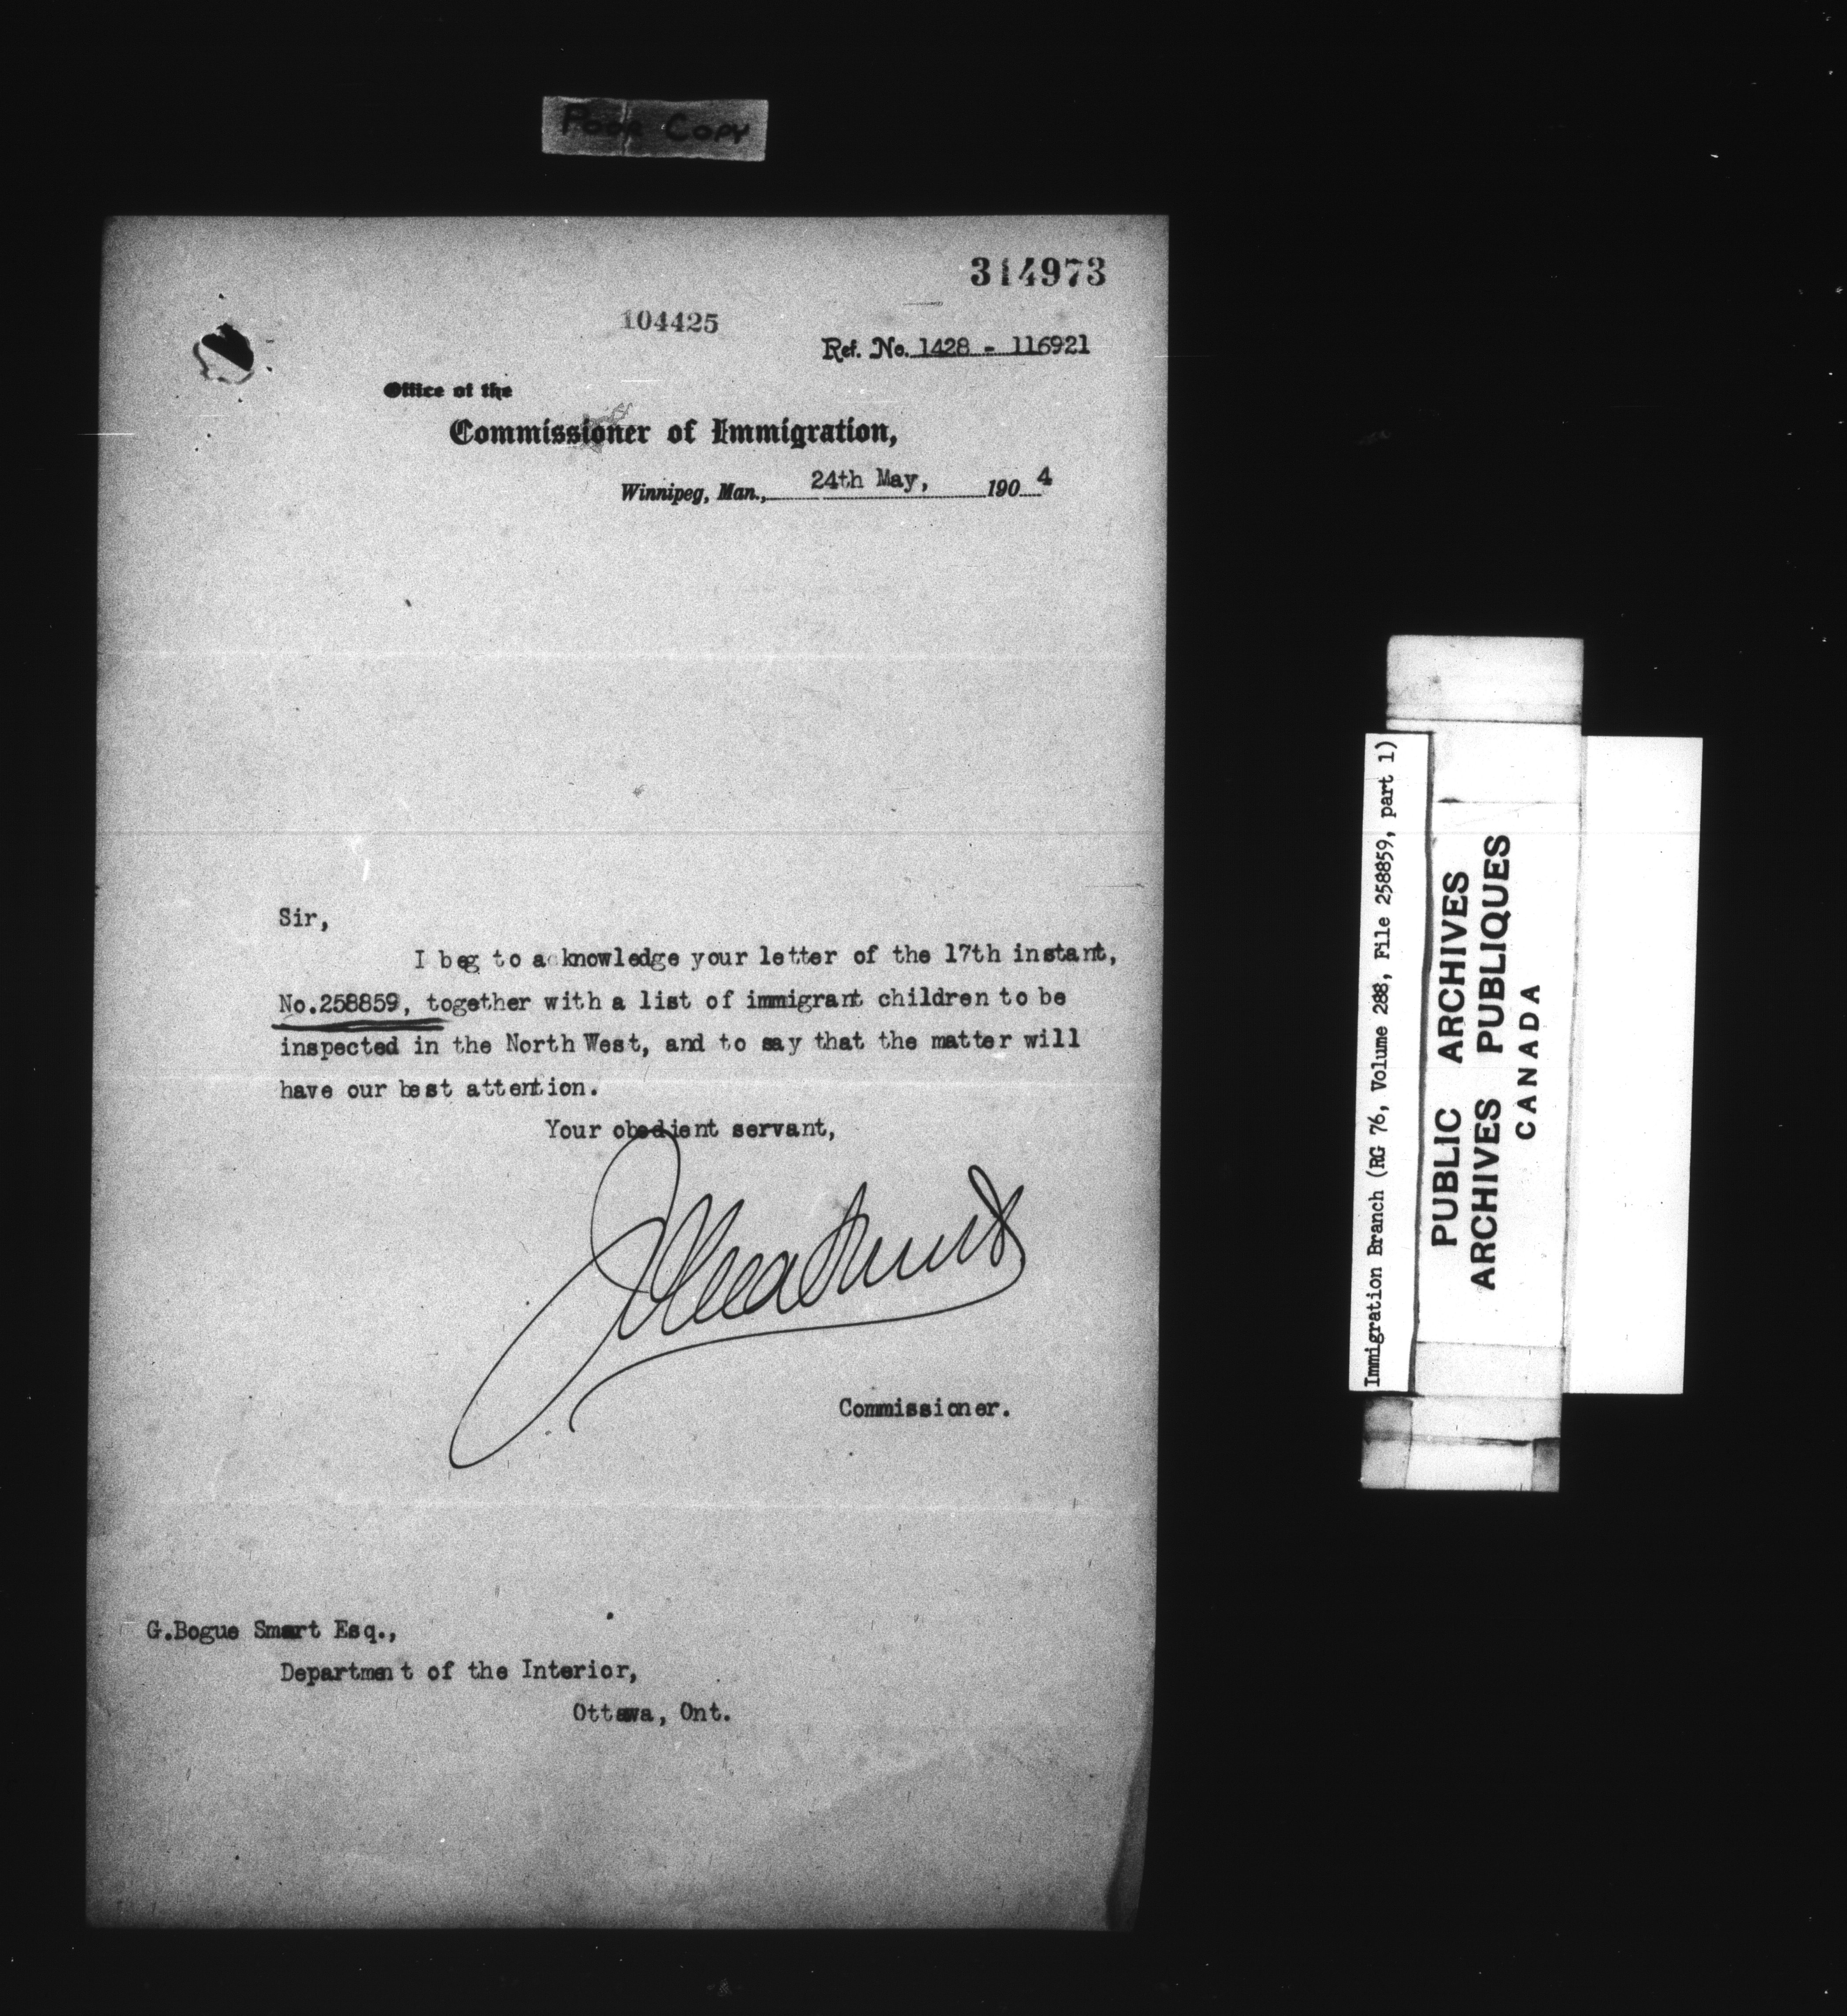 Poor Copy
314973
104425
Ref. No. 1428 - 116921
Office of the
Commissioner of Immigration,
Winnipeg, Man., 24th May, 1904
Sir,
I beg to acknowledge your letter of the 17th instant,
No.258859, together with a list of immigrant children to be
inspected in the North West, and to say that the matter will
have our best attention.
Your obedient servant,
Commissioner.
G.Bogue Smart Esq.,
Department of the Interior,
Ottawa, Ont.
Immigration Branch (RG 76, Volume 288, File 258859, part 1)
PUBLIC ARCHIVES
ARCHIVES PUBLIQUES
CANADA